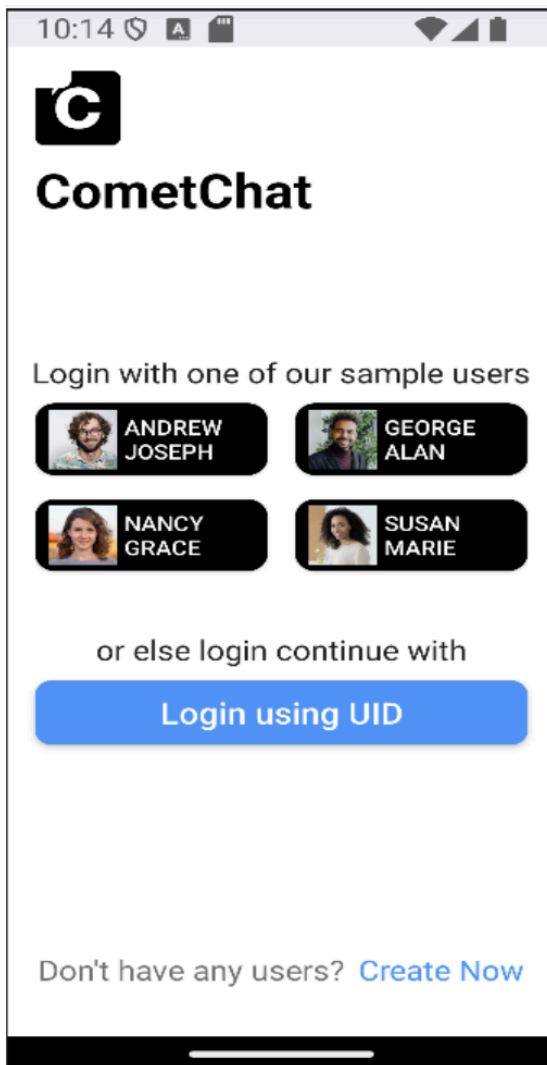 10:14
CometChat
Login with one of our sample users
ANDREW
JOSEPH
GEORGE
ALAN
NANCY
GRACE
SUSAN
MARIE
or else login continue with
Login using UID
Don't have any users? Create Now